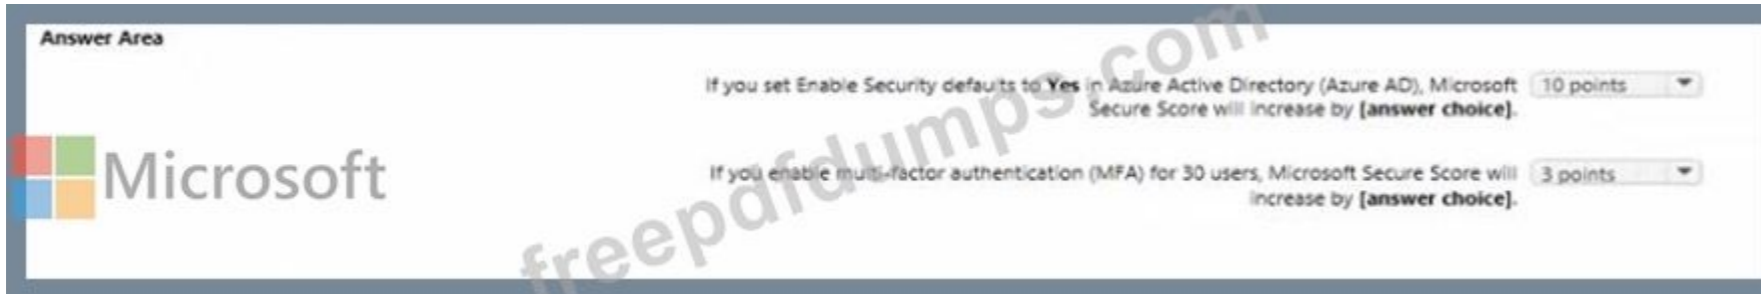 Answer Area
If you set Enable Security defaults to Yes in Azure Active Directory (Azure AD), Microsoft
Secure Score will increase by [answer choice].
10 points
If you enable multi-factor authentication (MFA) for 30 users, Microsoft Secure Score will
increase by [answer choice].
3 points
Microsoft
freepdfdumps.com